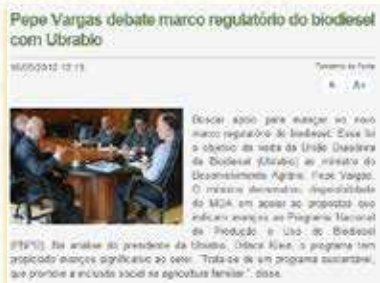 Pepe Vargas debate marco regulatório do biodiesel
com Ubrabio
Tamanho da Fonte
A A+
Buscar apoio para avançar no novo
marco regulatório do biodiesel. Esse foi
o objetivo da visita da União Brasileira
do Biodiesel (Ubrabio) ao ministro do
Desenvolvimento Agrário, Pepe Vargas.
O ministro demonstrou disponibilidade
do MDA em apoiar as propostas que
indicam avanços ao Programa Nacional
de Produção e Uso de Biodiesel
(PNPB). Na análise do presidente da Ubrabio, Odacir Klein, o programa tem
propiciado avanços significativo ao setor. "Trata-se de um programa sustentável,
que promove a inclusão social na agricultura familiar", disse.